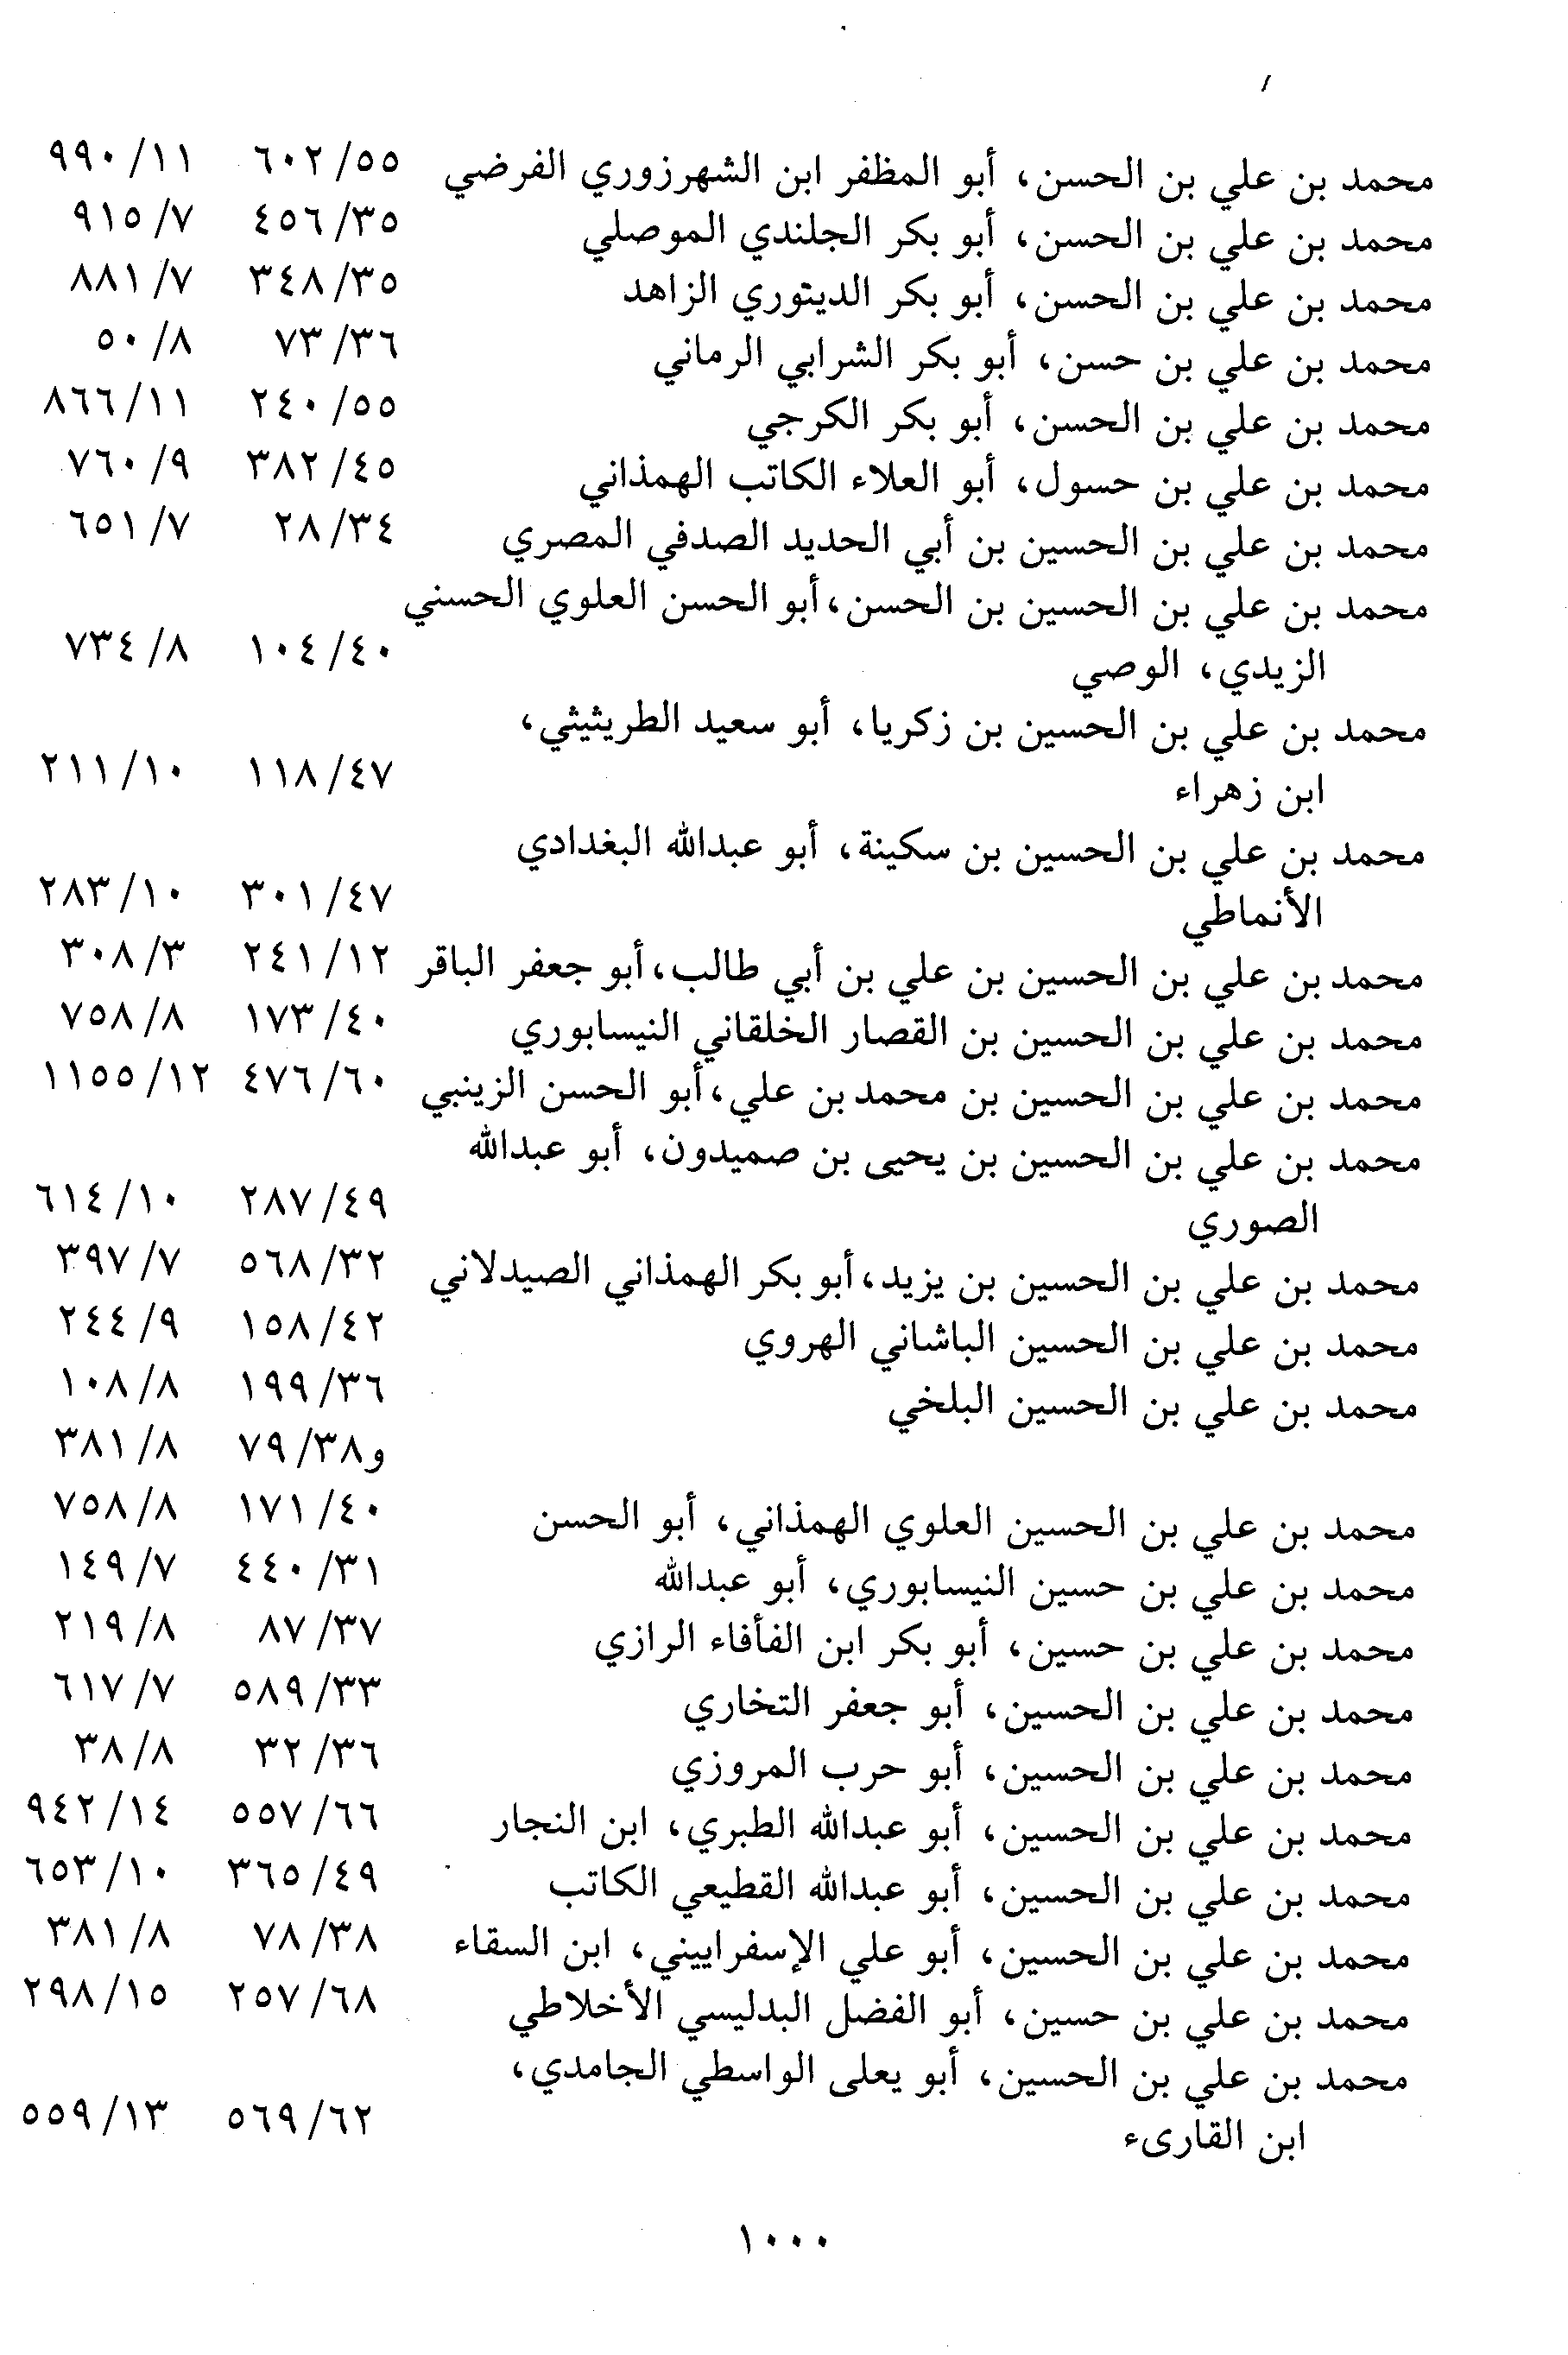 محمد بن علي بن الحسن، أبو المظفر ابن الشهرزوري الفرضي ٥٥/ ٦٠٢ ١١/ ٩٩٠
محمد بن علي بن الحسن، أبو بكر الجلندي الموصلي ٣٥/ ٤٥٦ ٧/ ٩١٥
محمد بن علي بن الحسن، أبو بكر الديتوري الزاهد ٣٥/ ٣٤٨ ٧/ ٨٨١
محمد بن علي بن حسن، أبو بكر الشرابي الرماني ٣٦/ ٧٣ ٨/ ٥٠
محمد بن علي بن الحسن، أبو بكر الكرجي ٥٥/ ٢٤٠ ١١/ ٨٦٦
محمد بن علي بن حسول، أبو العلاء الكاتب الهمذاني ٤٥/ ٣٨٢ ٩/ ٧٦٠
محمد بن علي بن الحسين بن أبي الحديد الصدفي المصري ٣٤/ ٢٨ ٧/ ٦٥١
محمد بن علي بن الحسين بن الحسن، أبو الحسن العلوي الحسني
الزيدي، الوصي ٤٠/ ١٠٤ ٨/ ٧٣٤
محمد بن علي بن الحسين بن زكريا، أبو سعيد الطريثيثي،
ابن زهراء ٤٧/ ١١٨ ١٠/ ٢١١
محمد بن علي بن الحسين بن سكينة، أبو عبدالله البغدادي
الأنماطي ٤٧/ ٣٠١ ١٠/ ٢٨٣
محمد بن علي بن الحسين بن علي بن أبي طالب، أبو جعفر الباقر ١٢/ ٢٤١ ٣/ ٣٠٨
محمد بن علي بن الحسين بن القصار الخلقاني النيسابوري ٤٠/ ١٧٣ ٨/ ٧٥٨
محمد بن علي بن الحسين بن محمد بن علي، أبو الحسن الزينبي ٦٠/ ٤٧٦ ١٢/ ١١٥٥
محمد بن علي بن الحسين بن يحيى بن صميدون، أبو عبدالله
الصوري ٤٩/ ٢٨٧ ١٠/ ٦١٤
محمد بن علي بن الحسين بن يزيد، أبو بكر الهمذاني الصيدلاني ٣٢/ ٥٦٨ ٧/ ٣٩٧
محمد بن علي بن الحسين الباشاني الهروي ٤٢/ ١٥٨ ٩/ ٢٤٤
محمد بن علي بن الحسين البلخي ٣٦/ ١٩٩ ٨/ ١٠٨
و٣٨/ ٧٩ ٨/ ٣٨١
محمد بن علي بن الحسين العلوي الهمذاني، أبو الحسن ٤٠/ ١٧١ ٨/ ٧٥٨
محمد بن علي بن حسين النيسابوري، أبو عبدالله ٣١/ ٤٤٠ ٧/ ١٤٩
محمد بن علي بن حسين، أبو بكر ابن الفأفاء الرازي ٣٧/ ٨٧ ٨/ ٢١٩
محمد بن علي بن الحسين، أبو جعفر التخاري ٣٣/ ٥٨٩ ٧/ ٦١٧
محمد بن علي بن الحسين، أبو حرب المروزي ٣٦/ ٣٢ ٨/ ٣٨
محمد بن علي بن الحسين، أبو عبدالله الطبري، ابن النجار ٦٦/ ٥٥٧ ١٤/ ٩٤٢
محمد بن علي بن الحسين، أبو عبدالله القطيعي الكاتب ٤٩/ ٣٦٥ ١٠/ ٦٥٣
محمد بن علي بن الحسين، أبو علي الإسفراييني، ابن السقاء ٣٨/ ٧٨ ٨/ ٣٨١
محمد بن علي بن حسين، أبو الفضل البدليسي الأخلاطي ٦٨/ ٢٥٧ ١٥/ ٢٩٨
محمد بن علي بن الحسين، أبو يعلى الواسطي الجامدي،
ابن القارىء ٦٢/ ٥٦٩ ١٣/ ٥٥٩
١٠٠٠